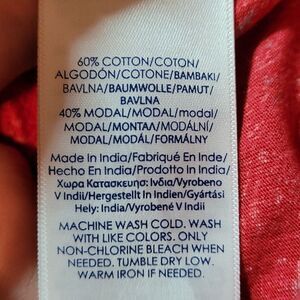 60% COTTON/COTON/
ALGODÓN/COTONE/BAMBAKI/
BAVLNA/BAUMWOLLE/PAMUT/
BAVLNA
40% MODAL/MODAL/modal/
MODAL/ΜΟΝΤΑΛ/MODÁLNÍ/
MODAL/MODÁL/FORMÁLNY
Made In India/Fabriqué En Inde/
Hecho En India/Prodotto In India/
Χωρα Κατασκευησ: Ινδια/Vyrobeno
V Indii/Hergestellt In Indien/Gyártási
Hely: India/Vyrobené V Indii
MACHINE WASH COLD. WASH
WITH LIKE COLORS. ONLY
NON-CHLORINE BLEACH WHEN
NEEDED. TUMBLE DRY LOW.
WARM IRON IF NEEDED.